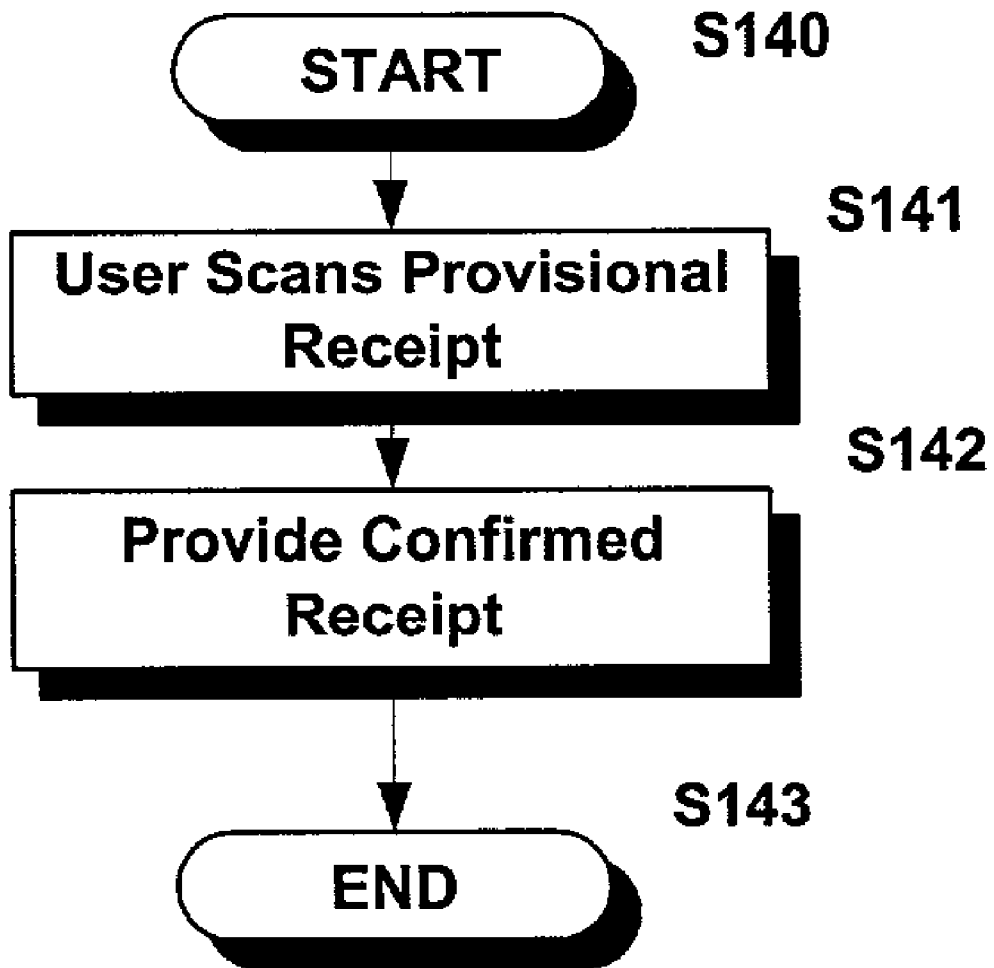 START
S140
S141
User Scans Provisional
Receipt
S142
Provide Confirmed
Receipt
S143
END